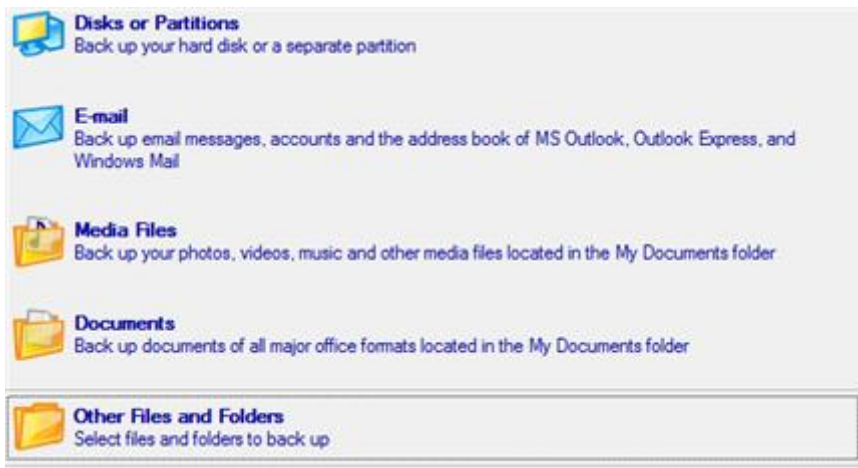 Disks or Partitions
Back up your hard disk or a separate partition
E-mail
Back up email messages, accounts and the address book of MS Outlook, Outlook Express, and
Windows Mail
Media Files
Back up your photos, videos, music and other media files located in the My Documents folder
Documents
Back up documents of all major office formats located in the My Documents folder
Other Files and Folders
Select files and folders to back up